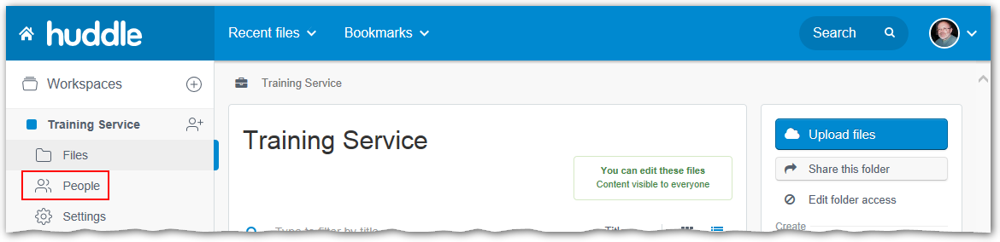 huddle
Recent files
Bookmarks
Search
Workspaces
Training Service
Files
People
Settings
Training Service
Training Service
You can edit these files
Content visible to everyone
Type to filter by title
Title
Upload files
Share this folder
Edit folder access
Create